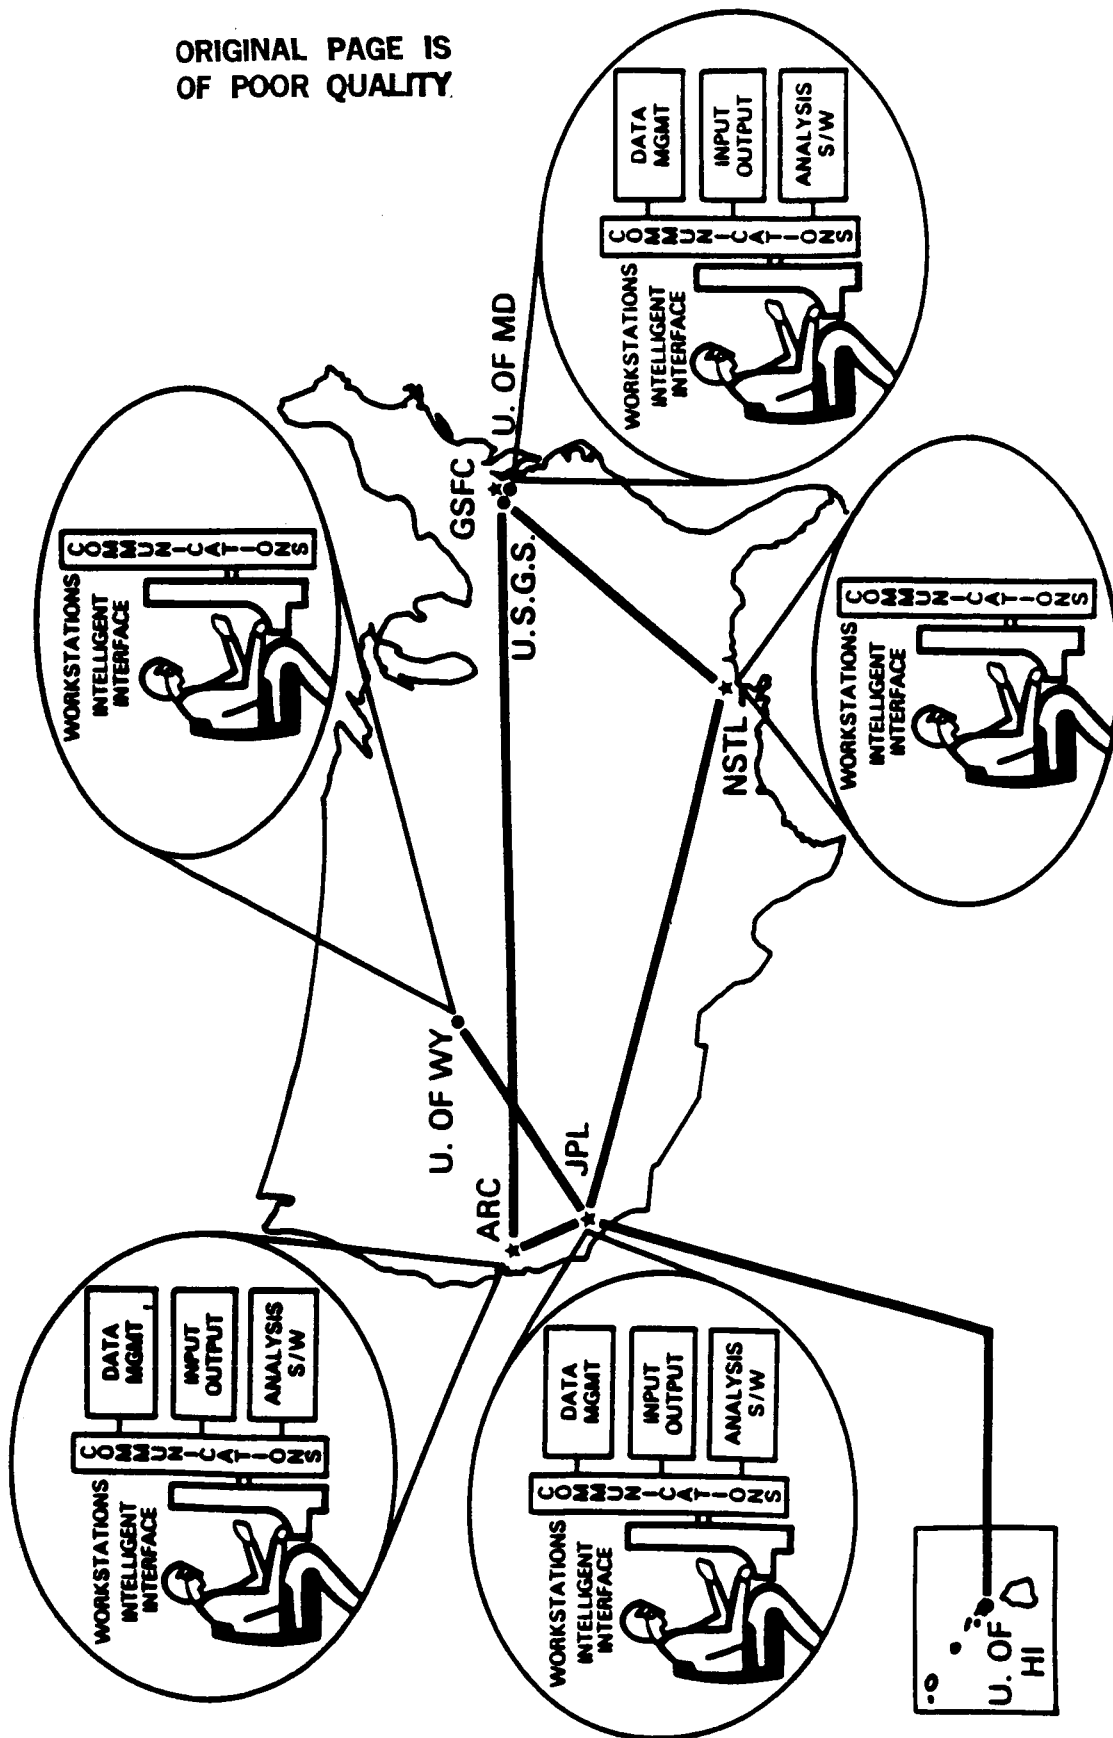 ORIGINAL PAGE IS
OF POOR QUALITY
WORKSTATIONS
INTELLIGENT
INTERFACE
COMMUNICATIONS
DATA
MGMT
INPUT
OUTPUT
ANALYSIS
S/W
WORKSTATIONS
INTELLIGENT
INTERFACE
COMMUNICATIONS
WORKSTATIONS
INTELLIGENT
INTERFACE
COMMUNICATIONS
DATA
MGMT
INPUT
OUTPUT
ANALYSIS
S/W
ARC
U. OF WY
JPL
GSFC
U. OF MD
U.S.G.S.
NSTL
WORKSTATIONS
INTELLIGENT
INTERFACE
COMMUNICATIONS
DATA
MGMT
INPUT
OUTPUT
ANALYSIS
S/W
WORKSTATIONS
INTELLIGENT
INTERFACE
COMMUNICATIONS
U. OF
HI